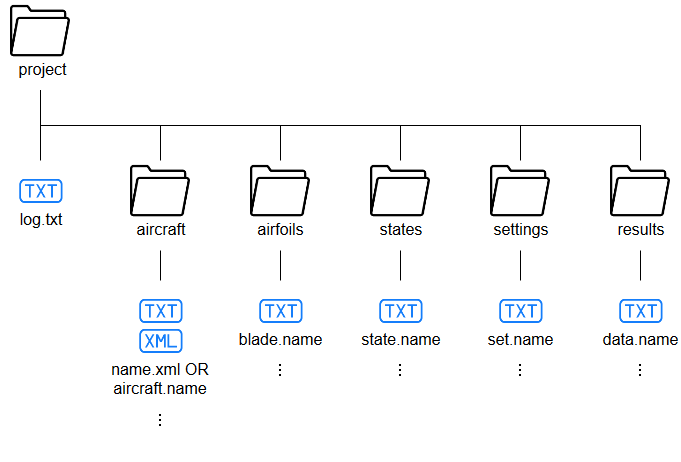 project
TXT
log.txt
aircraft
airfoils
states
settings
results
TXT
XML
name.xml OR
aircraft.name
TXT
blade.name
TXT
state.name
TXT
set.name
TXT
data.name